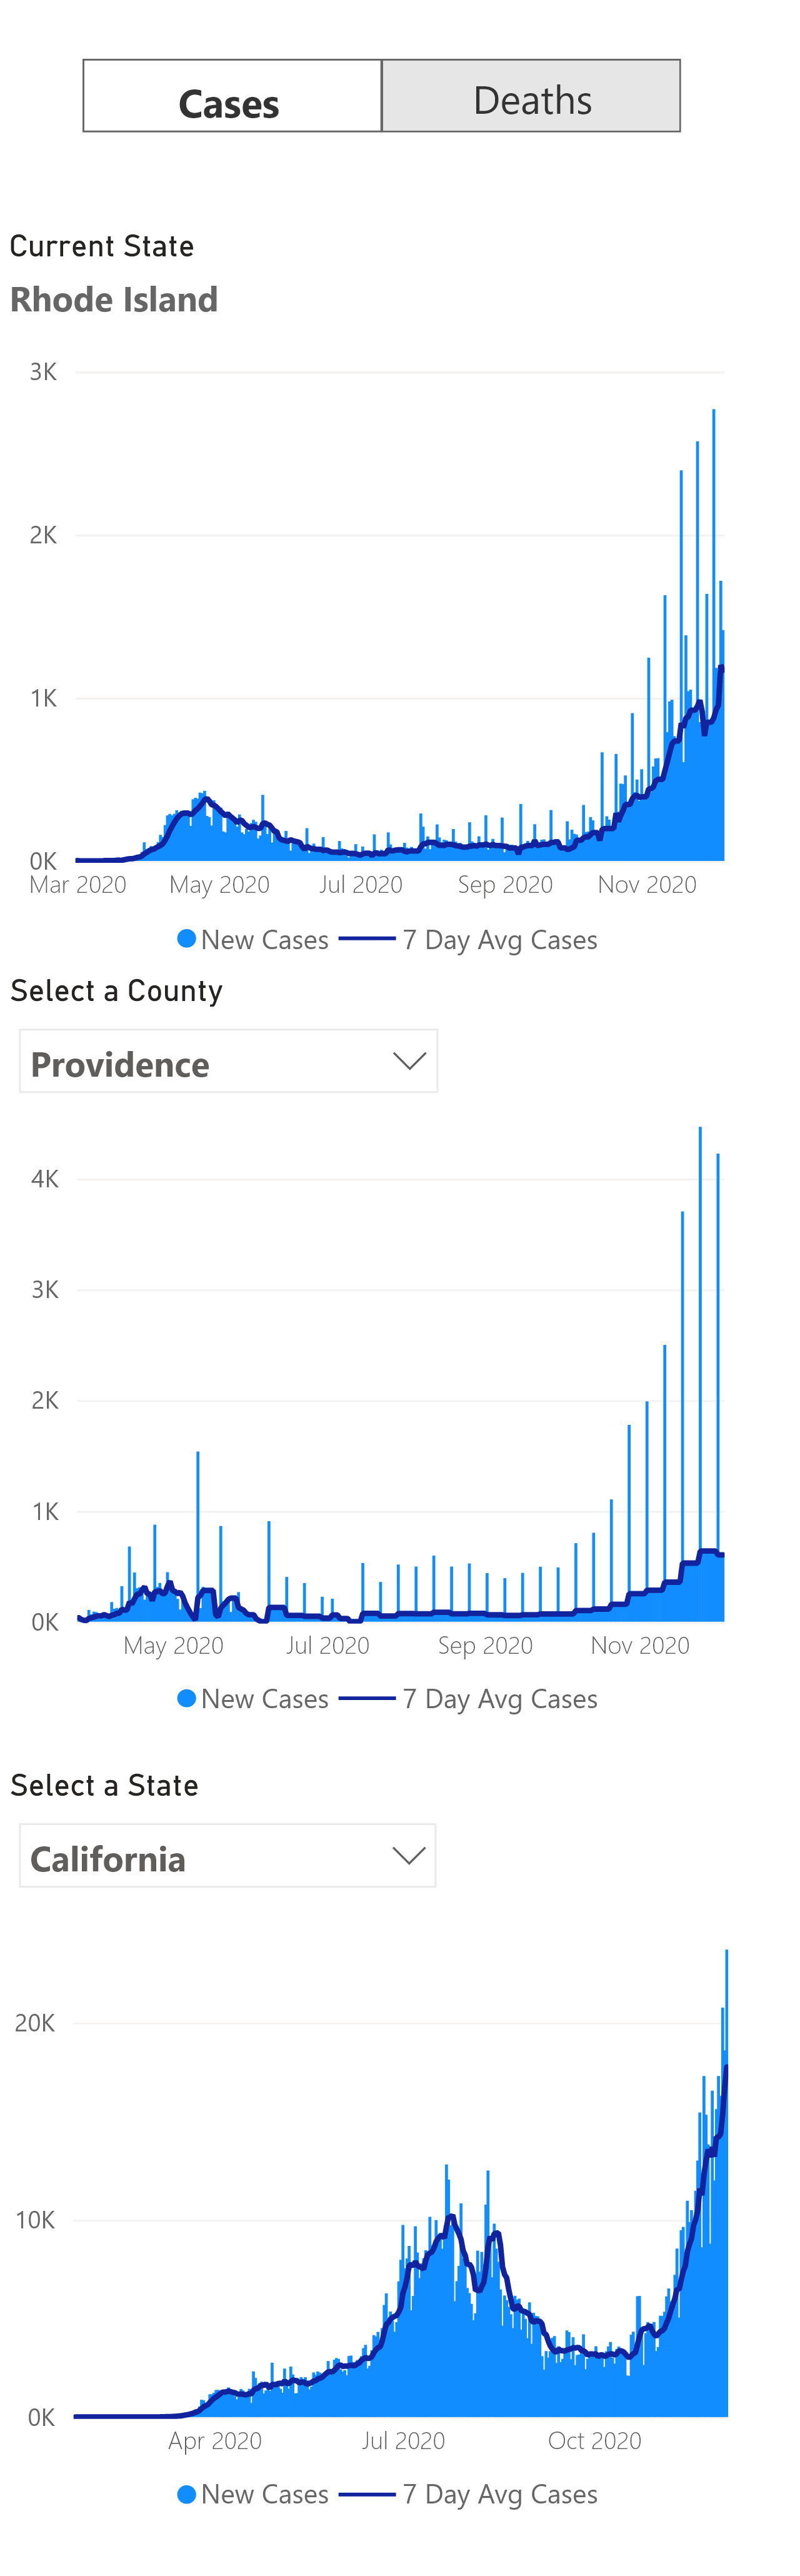 Cases Deaths
Current State
Rhode Island
3K
2K
1K
0K
Mar 2020 May 2020 Jul 2020 Sep 2020 Nov 2020
New Cases 7 Day Avg Cases
Select a County
Providence
4K
3K
2K
1K
0K
May 2020 Jul 2020 Sep 2020 Nov 2020
New Cases 7 Day Avg Cases
Select a State
California
20K
10K
0K
Apr 2020 Jul 2020 Oct 2020
New Cases 7 Day Avg Cases